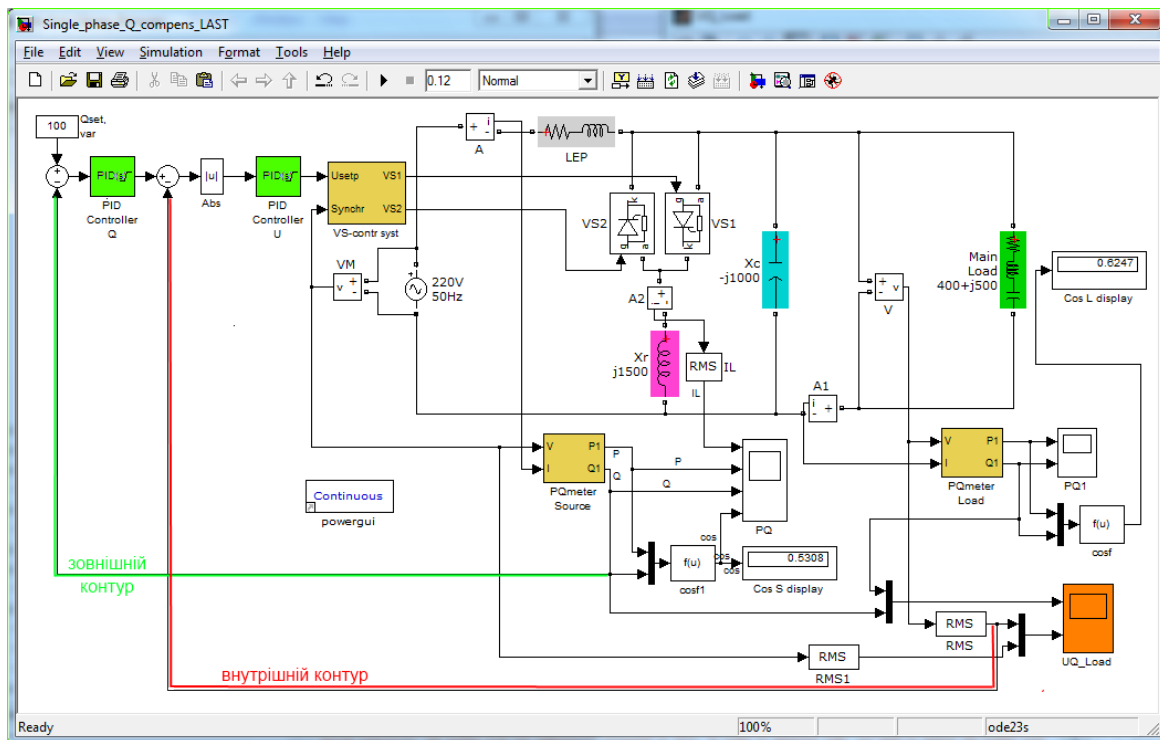 Single_phase_Q_compens_LAST
File Edit View Simulation Format Tools Help
0.12
Normal
100
Qset,
var
PID
Controller
Q
|u|
Abs
PID
Controller
U
Usetp
VS1
Synchr
VS2
VS-contr syst
A
i
LEP
VS2
g
k
a
VS1
g
a
k
VM
v
220V
50Hz
A2
Xr
j1500
RMS
IL
IL
Xc
-j1000
v
V
Main
Load
400+j500
0.6247
Cos L display
A1
i
V
P1
I
Q1
PQmeter
Source
P
Q
P
Q
PQ
cos
cos
cos
f(u)
cosf1
0.5308
Cos S display
V
P1
I
Q1
PQmeter
Load
PQ1
f(u)
cosf
Continuous
powergui
зовнішній
контур
внутрішній контур
RMS
RMS
RMS
RMS1
UQ_Load
Ready
100%
ode23s